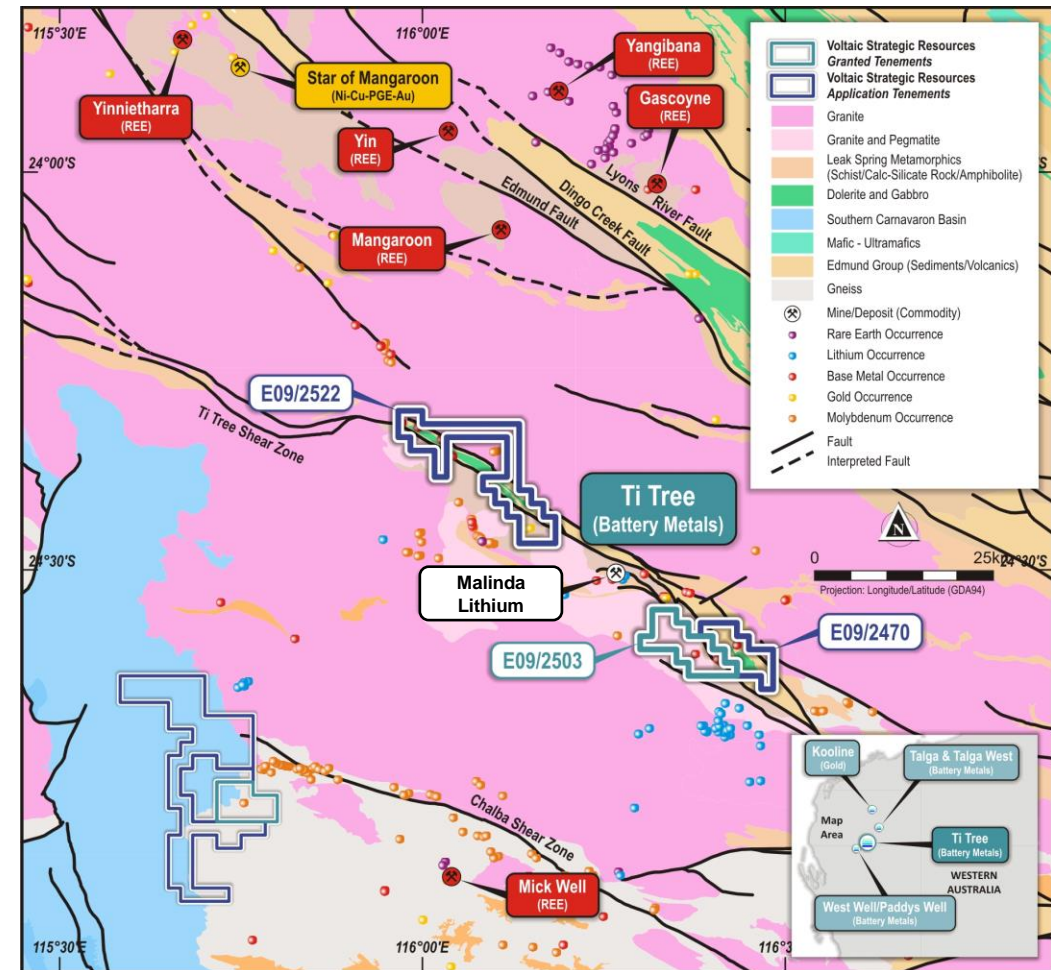 115°30'E
116°00'E
Yinnietharra
(REE)
Star of Mangaroon
(Ni-Cu-PGE-Au)
Yangibana
(REE)
Gascoyne
(REE)
Yin
(REE)
24°00'S
Mangaroon
(REE)
Edmund Fault
Dingo Creek Fault
Lyons River Fault
Voltaic Strategic Resources
Granted Tenements
Voltaic Strategic Resources
Application Tenements
Granite
Granite and Pegmatite
Leak Spring Metamorphics
(Schist/Calc-Silicate Rock/Amphibolite)
Dolerite and Gabbro
Southern Carnavaron Basin
Mafic - Ultramafics
Edmund Group (Sediments/Volcanics)
Gneiss
Mine/Deposit (Commodity)
Rare Earth Occurrence
Lithium Occurrence
Base Metal Occurrence
Gold Occurrence
Molybdenum Occurrence
Fault
Interpreted Fault
E09/2522
Ti Tree Shear Zone
Ti Tree
(Battery Metals)
N
24°30'S
0
25km
24°30'S
Projection: Longitude/Latitude (GDA94)
Malinda
Lithium
E09/2503
E09/2470
Chalba Shear Zone
Mick Well
(REE)
Kooline
(Gold)
Talga & Talga West
(Battery Metals)
Map
Area
Ti Tree
(Battery Metals)
WESTERN
AUSTRALIA
West Well/Paddys Well
(Battery Metals)
115°30'E
116°00'E